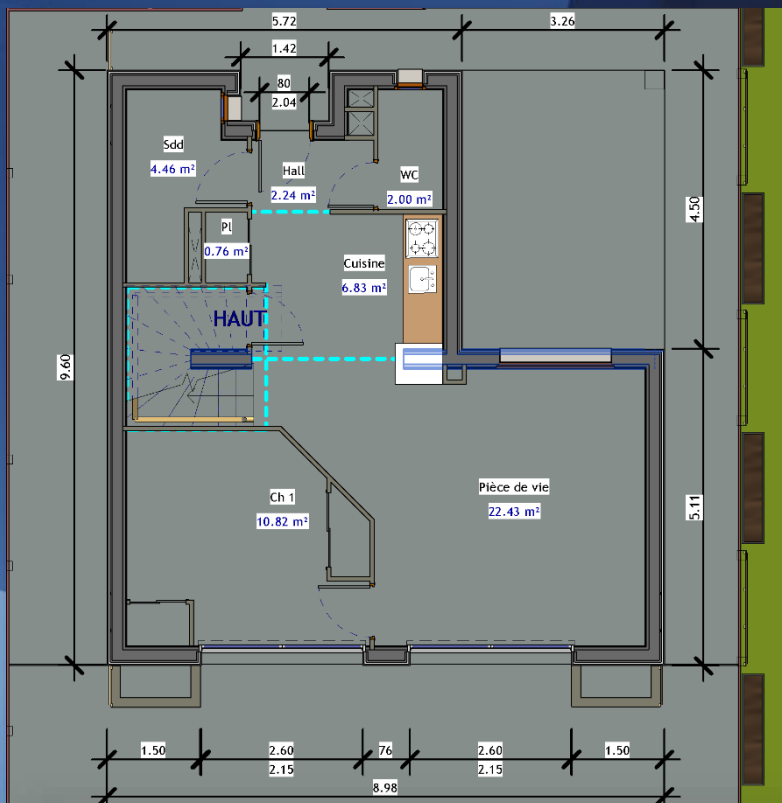 5.72
3.26
1.42
80
2.04
Sdd
4.46 m²
Hall
2.24 m²
WC
2.00 m²
Pl
0.76 m²
Cuisine
6.83 m²
4.50
HAUT
9.60
Ch 1
10.82 m²
Pièce de vie
22.43 m²
5.11
1.50
2.60
2.15
76
2.60
2.15
1.50
8.98